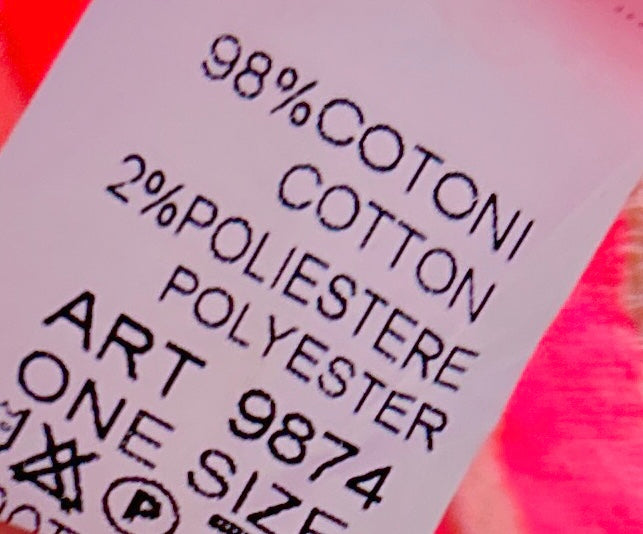 98%COTONI
COTTON
2%POLIESTERE
POLYESTER
ART 9874
ONE SIZE
P